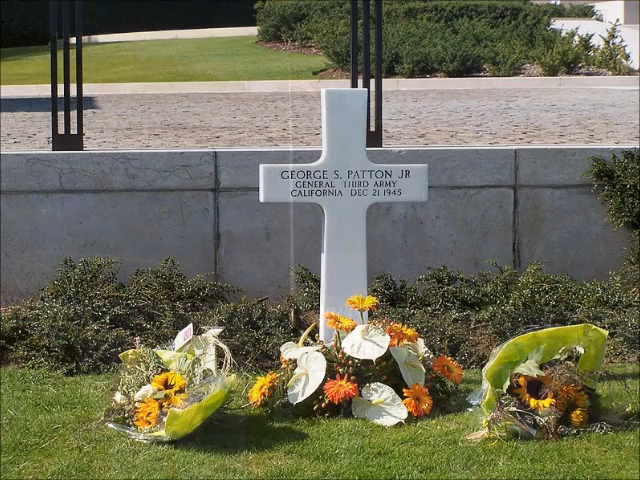 GEORGE S. PATTON JR
GENERAL THIRD ARMY
CALIFORNIA DEC 21 1945